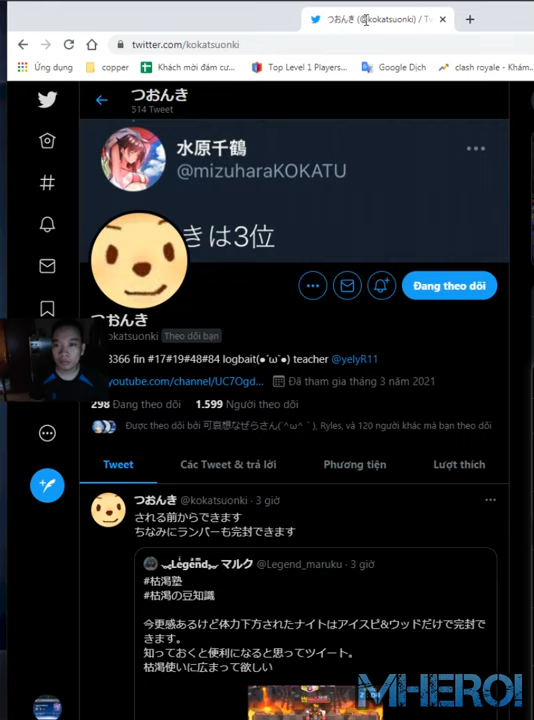 つおんき (@kokatsuonki) / Tw
twitter.com/kokatsuonki
Ứng dụng
copper
Khách mời đám cư...
Top Level 1 Players...
Google Dịch
clash royale - Khám...
つおんき
514 Tweet
水原千鶴
@mizuharaKOKATU
きは3位
Đang theo dõi
つおんき
okatsuonki Theo dõi bạn
8366 fin #17#19#48#84 logbait(•´ω`•) teacher @yelyR11
youtube.com/channel/UC7Ogd...
Đã tham gia tháng 3 năm 2021
298 Đang theo dõi
1.599 Người theo dõi
Được theo dõi bởi 可哀想なぜらさん(´^ω^｀), Ryles, và 120 người khác mà bạn theo dõi
Tweet
Các Tweet & trả lời
Phương tiện
Lượt thích
つおんき @kokatsuonki · 3 giờ
される前からできます
ちなみにランバーも完封できます
Legend マルク @Legend_maruku · 3 giờ
#枯渇塾
#枯渇の豆知識
今更感あるけど体力下方されたナイトはアイスピ&ウッドだけで完封で
きます。
知っておくと便利になると思ってツイート。
枯渇使いに広まって欲しい
MHERO!